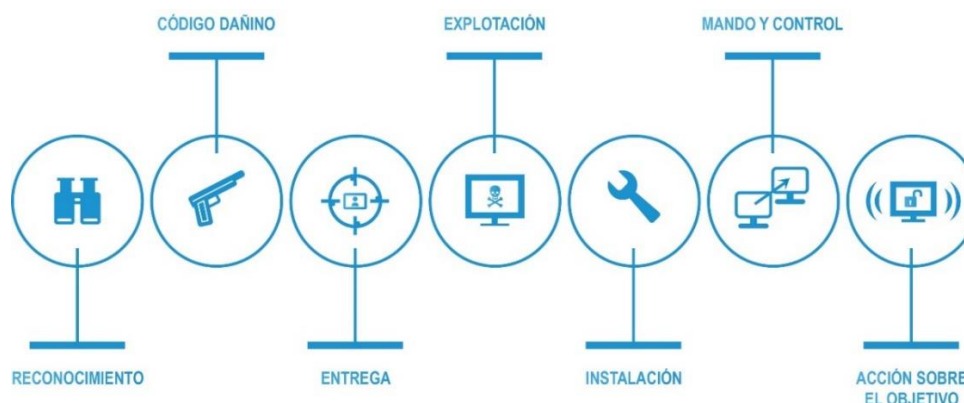 CÓDIGO DAÑINO
EXPLOTACIÓN
MANDO Y CONTROL
RECONOCIMIENTO
ENTREGA
INSTALACIÓN
ACCIÓN SOBRE
EL OBJETIVO